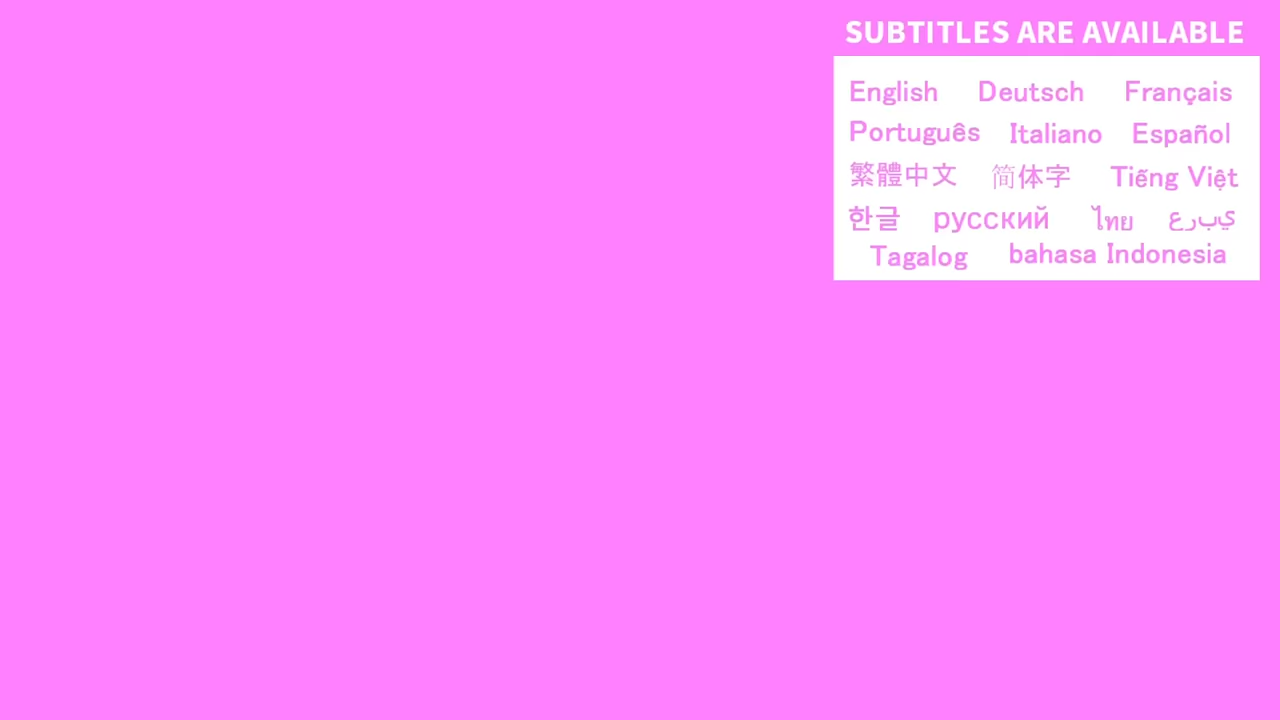 SUBTITLES ARE AVAILABLE
English Deutsch Français
Português Italiano Español
繁體中文 简体字 Tiếng Việt
한글 русский ไทย ي‌ب‌ر‌ع
Tagalog bahasa Indonesia